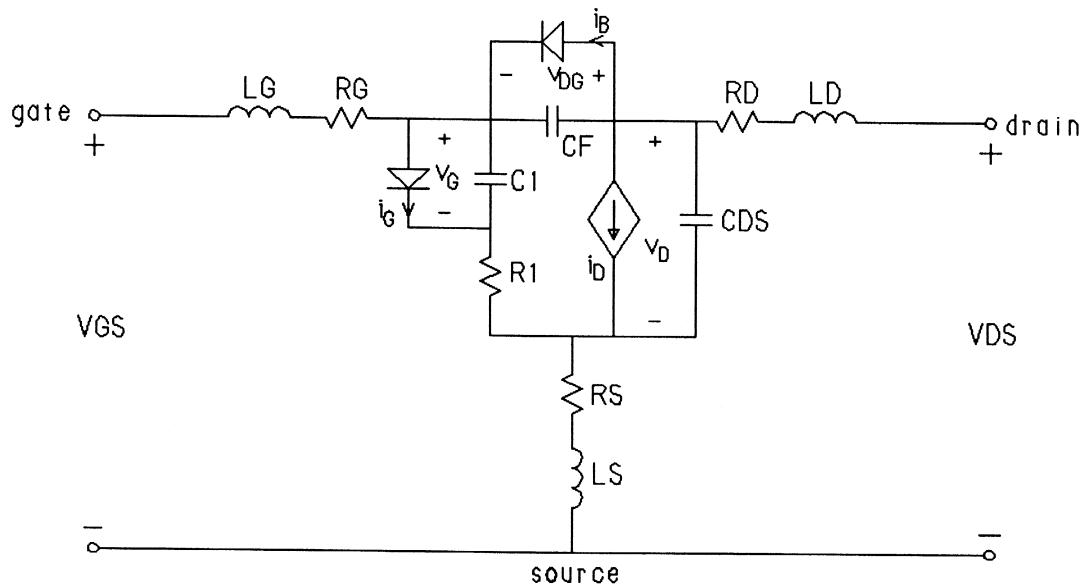 iB
LG
RG
vDG
RD
LD
gate
drain
CF
+
-
+
+
+
+
+
vG
C1
iG
-
CDS
vD
iD
R1
-
VGS
VDS
RS
LS
-
-
source